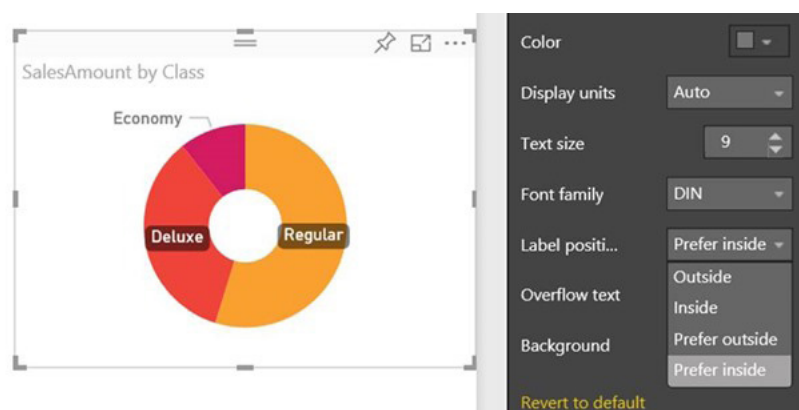 SalesAmount by Class
Economy
Deluxe
Regular
Color
Display units Auto
Text size 9
Font family DIN
Label positi... Prefer inside
Outside
Inside
Overflow text
Prefer outside
Background
Prefer inside
Revert to default